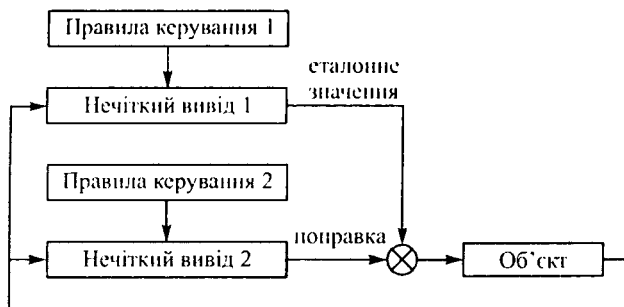 Правила керування 1
еталонне
значення
Нечіткий вивід 1
Правила керування 2
поправка
Нечіткий вивід 2
Об’єкт